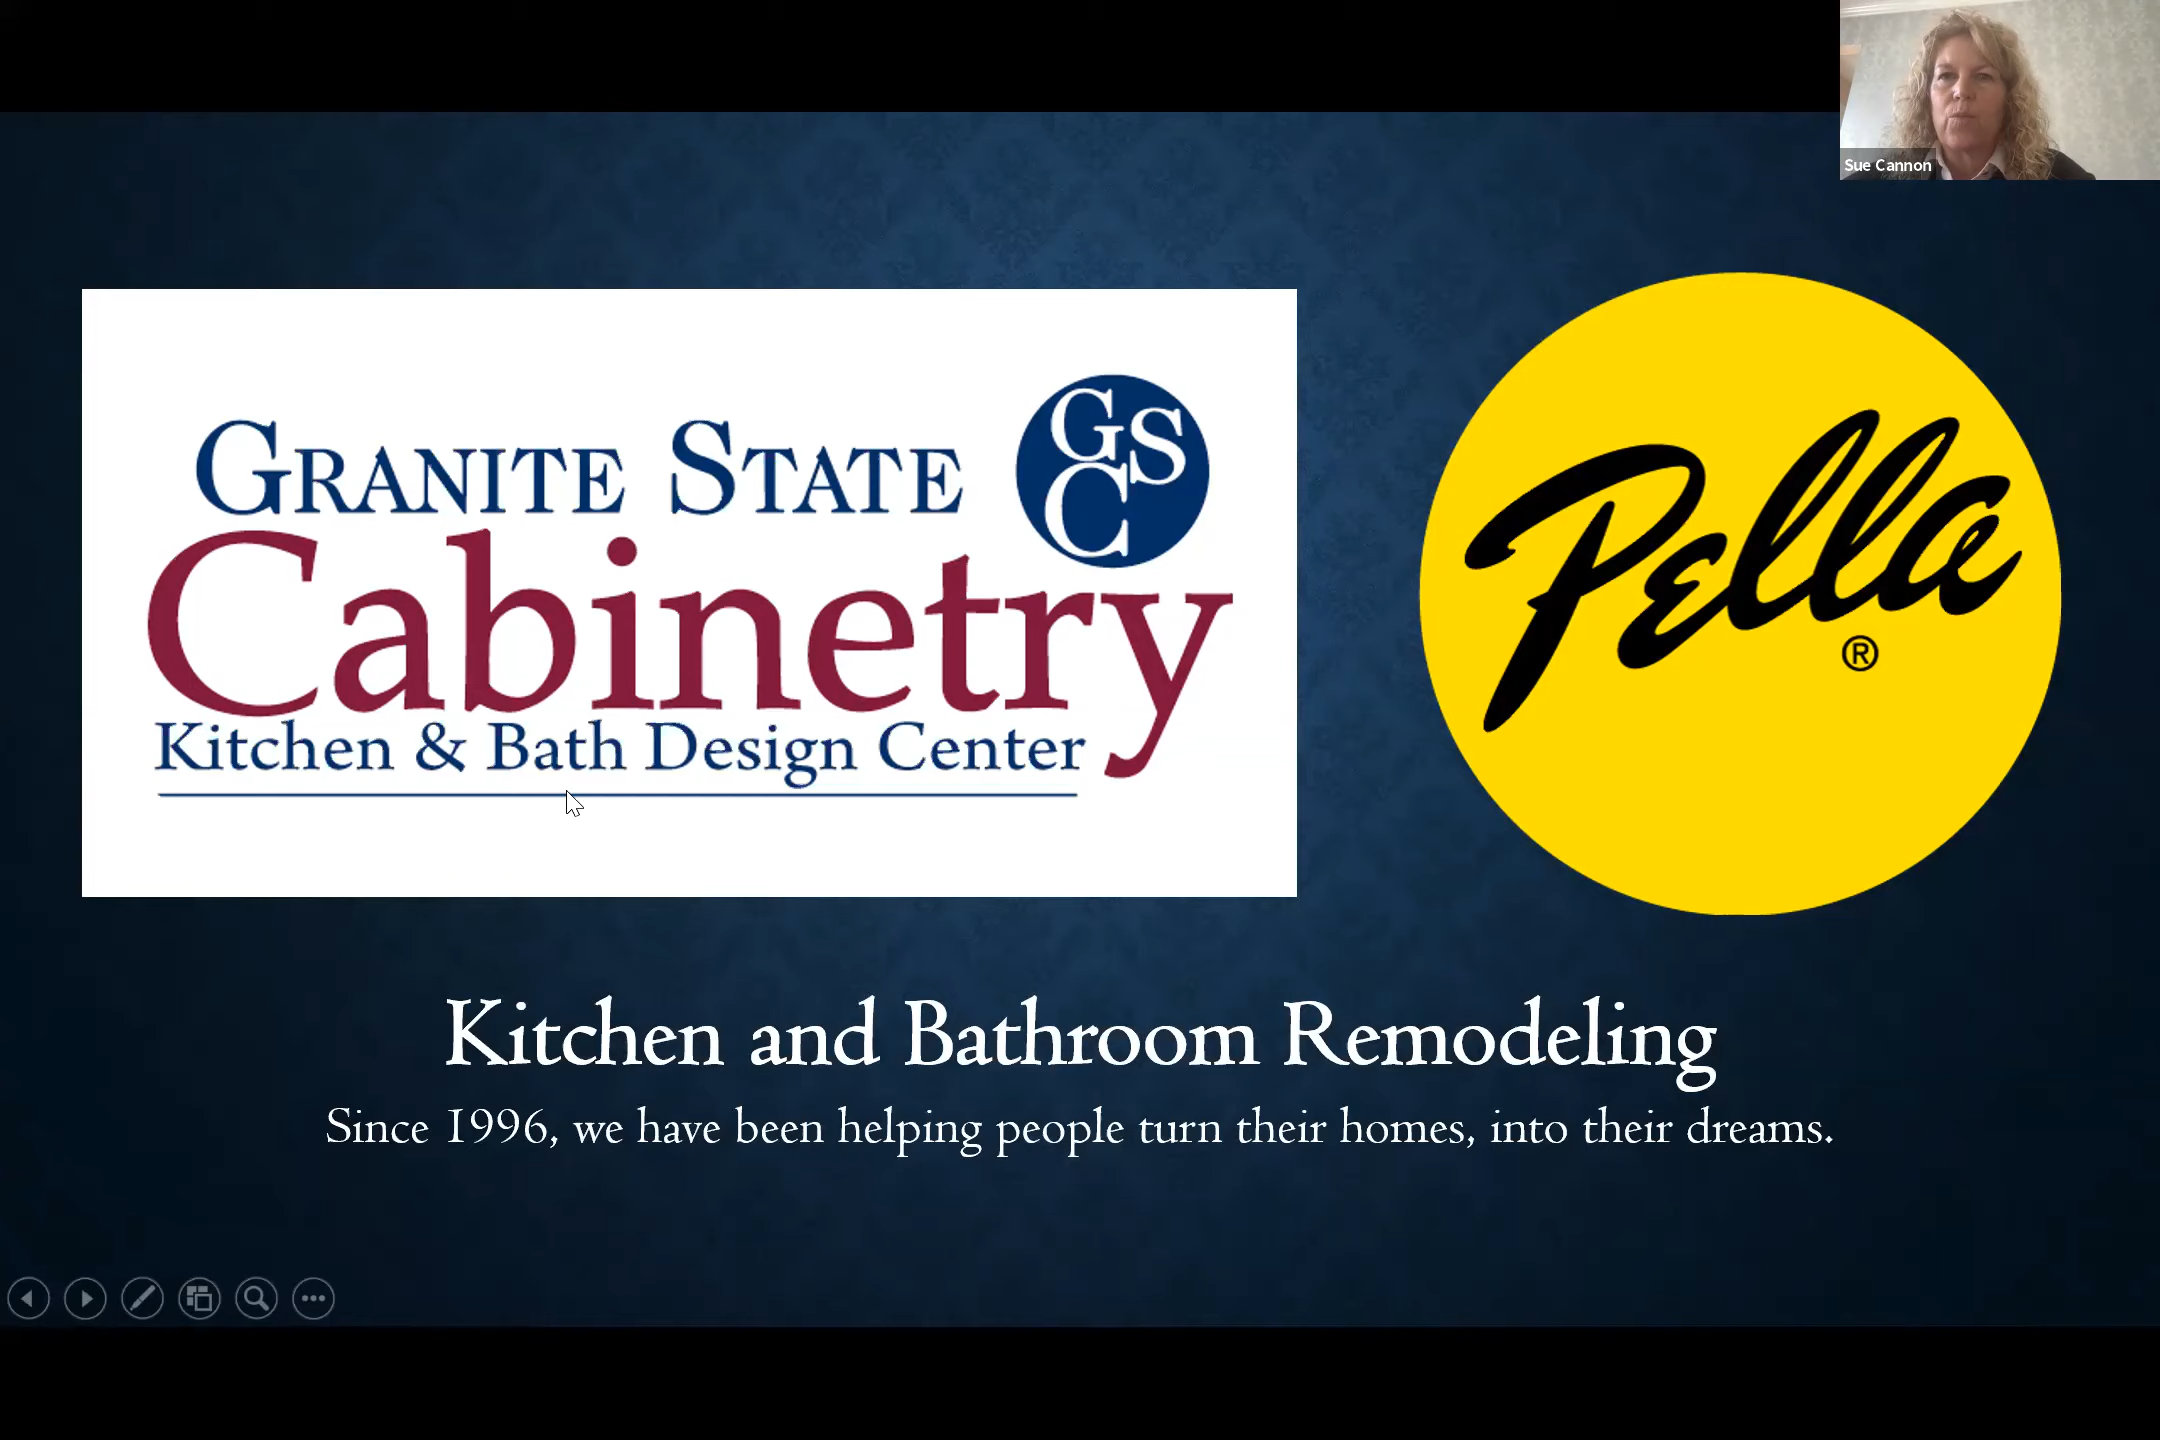 Sue Cannon
GRANITE STATE
GSC
Cabinetry
Kitchen & Bath Design Center
Pella
®
Kitchen and Bathroom Remodeling
Since 1996, we have been helping people turn their homes, into their dreams.